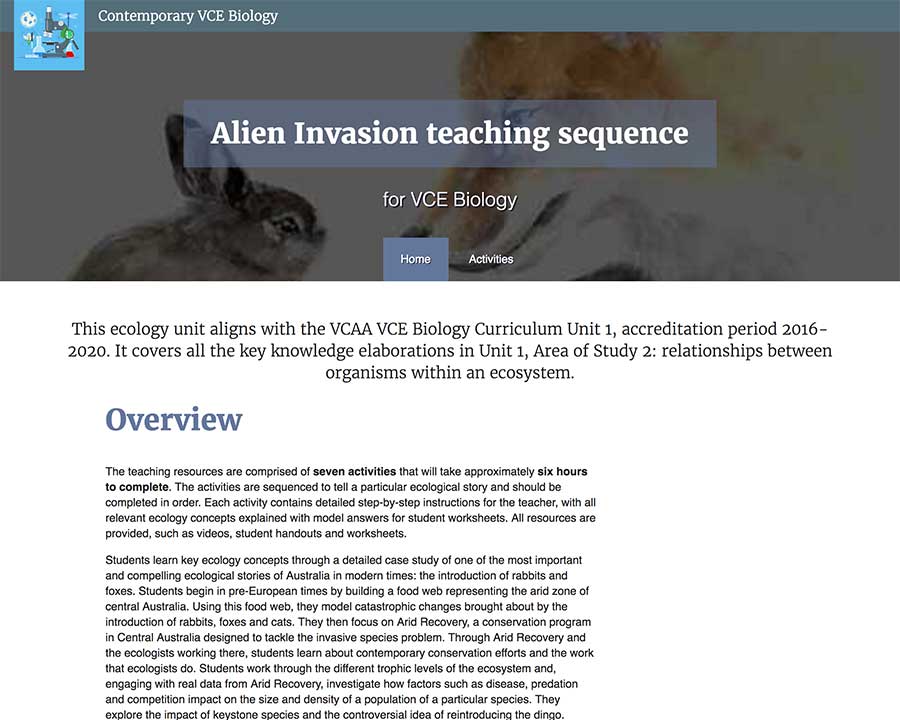 Contemporary VCE Biology
Alien Invasion teaching sequence
for VCE Biology
Home Activities
This ecology unit aligns with the VCAA VCE Biology Curriculum Unit 1, accreditation period 2016-
2020. It covers all the key knowledge elaborations in Unit 1, Area of Study 2: relationships between
organisms within an ecosystem.
Overview
The teaching resources are comprised of seven activities that will take approximately six hours
to complete. The activities are sequenced to tell a particular ecological story and should be
completed in order. Each activity contains detailed step-by-step instructions for the teacher, with all
relevant ecology concepts explained with model answers for student worksheets. All resources are
provided, such as videos, student handouts and worksheets.
Students learn key ecology concepts through a detailed case study of one of the most important
and compelling ecological stories of Australia in modern times: the introduction of rabbits and
foxes. Students begin in pre-European times by building a food web representing the arid zone of
central Australia. Using this food web, they model catastrophic changes brought about by the
introduction of rabbits, foxes and cats. They then focus on Arid Recovery, a conservation program
in Central Australia designed to tackle the invasive species problem. Through Arid Recovery and
the ecologists working there, students learn about contemporary conservation efforts and the work
that ecologists do. Students work through the different trophic levels of the ecosystem and,
engaging with real data from Arid Recovery, investigate how factors such as disease, predation
and competition impact on the size and density of a population of a particular species. They
explore the impact of keystone species and the controversial idea of reintroducing the dingo.